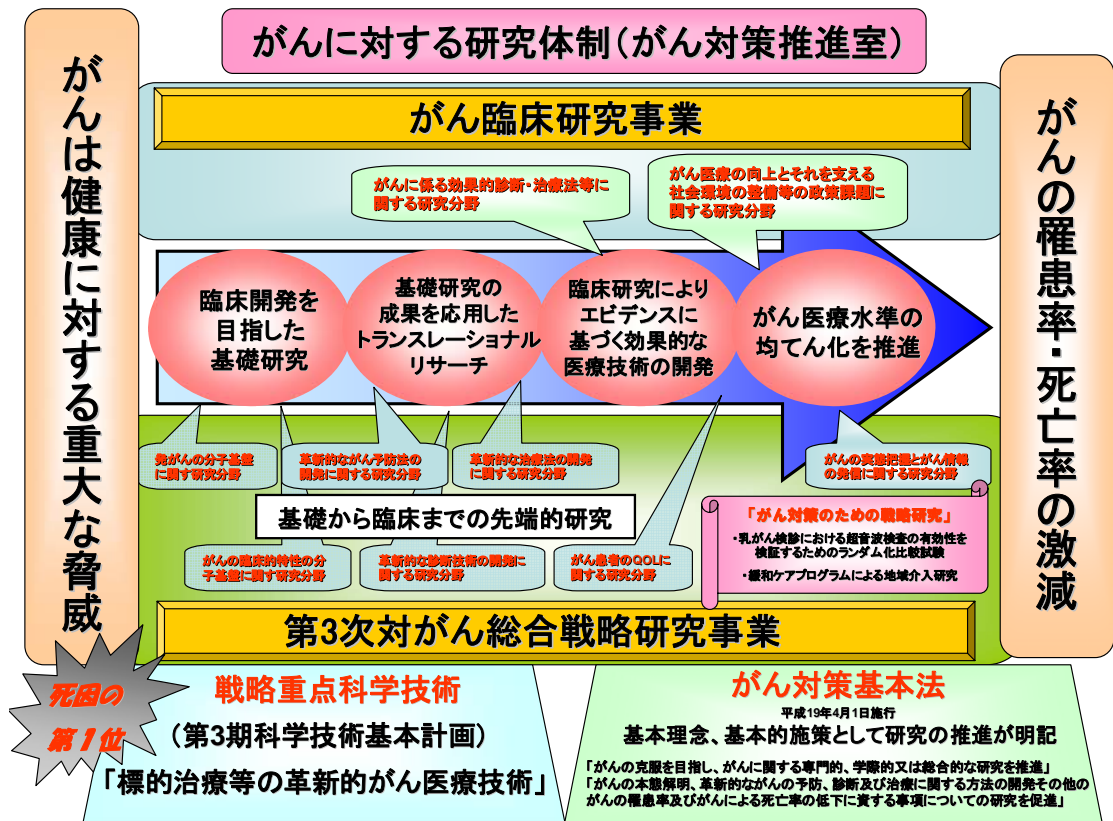 がんに対する研究体制(がん対策推進室)
がんは健康に対する重大な脅威
がんの罹患率・死亡率の激減
がん臨床研究事業
がんに係る効果的診断・治療法等に
関する研究分野
がん医療の向上とそれを支える
社会環境の整備等の政策課題に
関する研究分野
臨床開発を
目指した
基礎研究
基礎研究の
成果を応用した
トランスレーショナル
リサーチ
臨床研究により
エビデンスに
基づく効果的な
医療技術の開発
がん医療水準の
均てん化を推進
発がんの分子基盤
に関す研究分野
革新的ながん予防法の
開発に関する研究分野
革新的な治療法の開発
に関する研究分野
がんの実態把握とがん情報
の発信に関する研究分野
基礎から臨床までの先端的研究
がんの臨床的特性の分
子基盤に関す研究分野
革新的な診断技術の開発に
関する研究分野
がん患者のQOLに
関する研究分野
「がん対策のための戦略研究」
・乳がん検診における超音波検査の有効性を
検証するためのランダム化比較試験
・緩和ケアプログラムによる地域介入研究
第3次対がん総合戦略研究事業
死因の
第1位
戦略重点科学技術
(第3期科学技術基本計画)
「標的治療等の革新的がん医療技術」
がん対策基本法
平成19年4月1日施行
基本理念、基本的施策として研究の推進が明記
「がんの克服を目指し、がんに関する専門的、学際的又は総合的な研究を推進」
「がんの本態解明、革新的ながんの予防、診断及び治療に関する方法の開発その他の
がんの罹患率及びがんによる死亡率の低下に資する事項についての研究を促進」